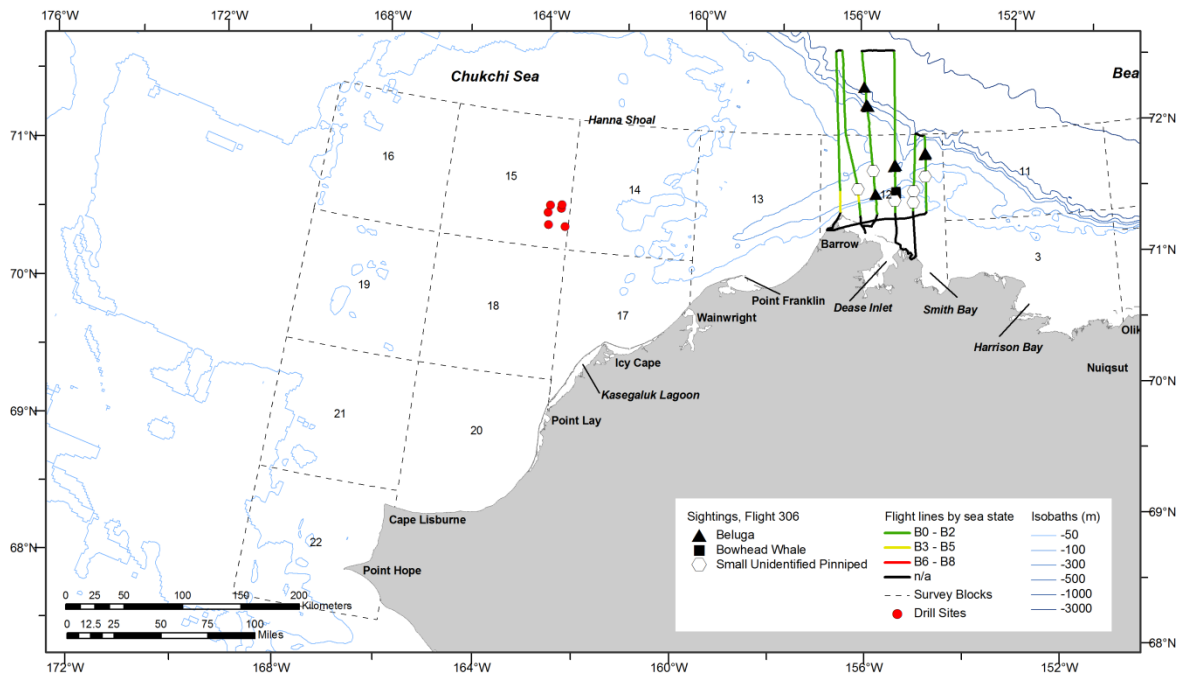 176°W 172°W 168°W 164°W 160°W 156°W 152°W
Chukchi Sea
Bea
72°N
71°N
Hanna Shoal
16
15
14
13
12
11
71°N
Barrow
3
70°N
19
18
17
Point Franklin
Wainwright
Dease Inlet
Smith Bay
Harrison Bay
Olik
Nuiqsut
Icy Cape
Kasegaluk Lagoon
70°N
69°N
21
20
Point Lay
Cape Lisburne
69°N
68°N
22
Point Hope
68°N
Sightings, Flight 306
Beluga
Bowhead Whale
Small Unidentified Pinniped
Flight lines by sea state
B0 - B2
B3 - B5
B6 - B8
n/a
Survey Blocks
Drill Sites
Isobaths (m)
-50
-100
-300
-500
-1000
-3000
0 25 50 100 150 200
Kilometers
0 12.5 25 50 75 100
Miles
172°W 168°W 164°W 160°W 156°W 152°W